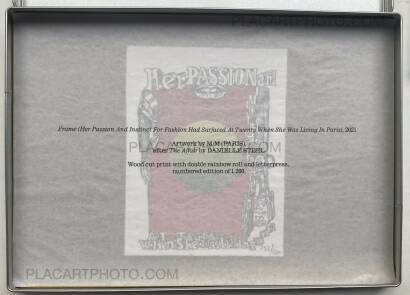 PLACARTPHOTO.COM
Her PASSION and
Frame (Her Passion And Instinct For Fashion Had Surfaced At Twenty When She Was Living In Paris), 2021
Artwork by M/M (PARIS)
PLACARTPHOTO.COM
after The Affair by DANIELLE STEEL
Wood cut print with double rainbow roll and letterpress,
numbered edition of 1,200.
PLACARTPHOTO.COM